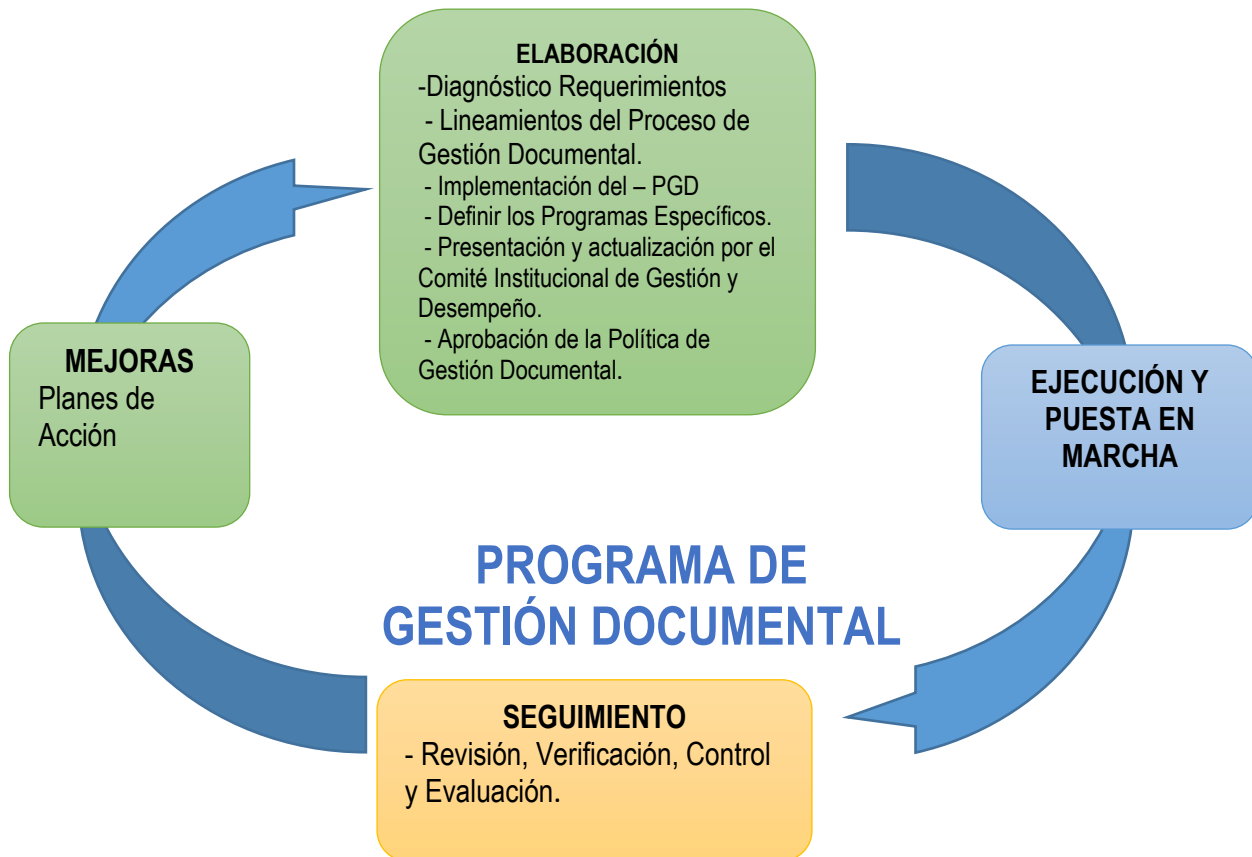 ELABORACIÓN
-Diagnóstico Requerimientos
- Lineamientos del Proceso de
Gestión Documental.
- Implementación del – PGD
- Definir los Programas Específicos.
- Presentación y actualización por el
Comité Institucional de Gestión y
Desempeño.
- Aprobación de la Política de
Gestión Documental.
MEJORAS
Planes de
Acción
EJECUCIÓN Y
PUESTA EN
MARCHA
PROGRAMA DE
GESTIÓN DOCUMENTAL
SEGUIMIENTO
- Revisión, Verificación, Control
y Evaluación.